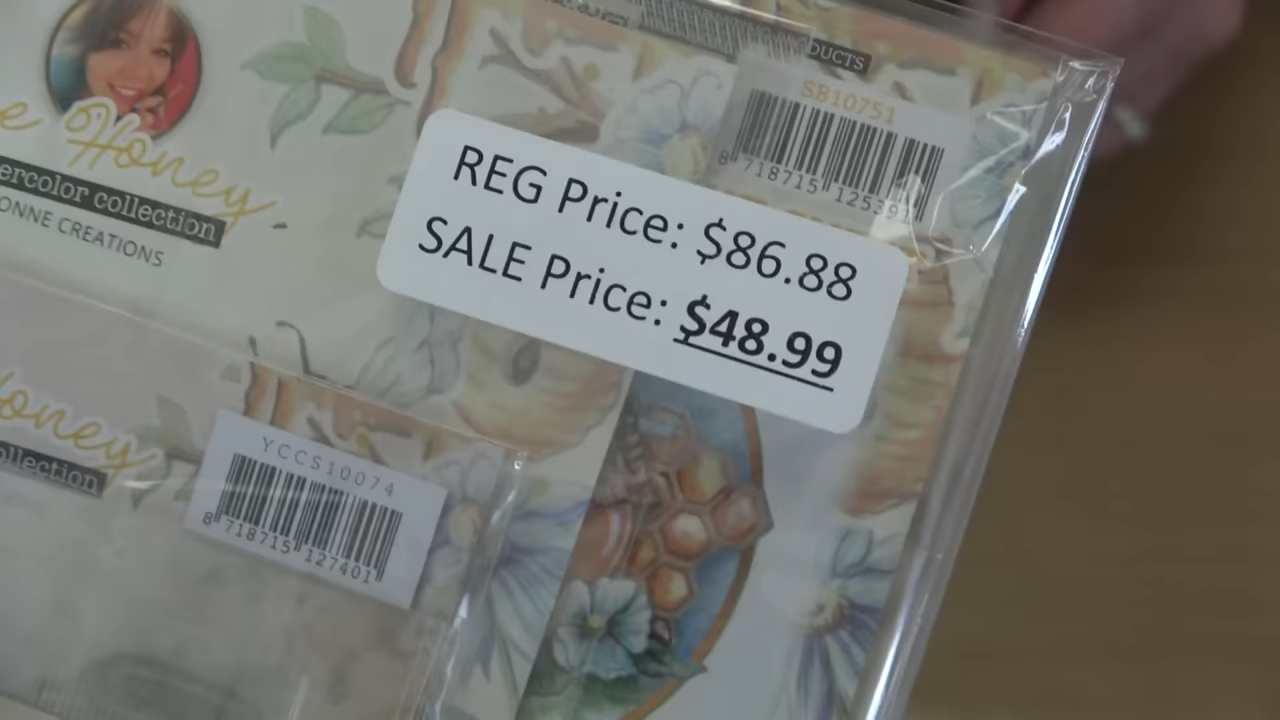 DUCTS
SB10751
8 718715 12539
e Honey
ercolor collection
ONNE CREATIONS
REG Price: $86.88
SALE Price: $48.99
oney
ollection
YCCS10074
8 718715 127401